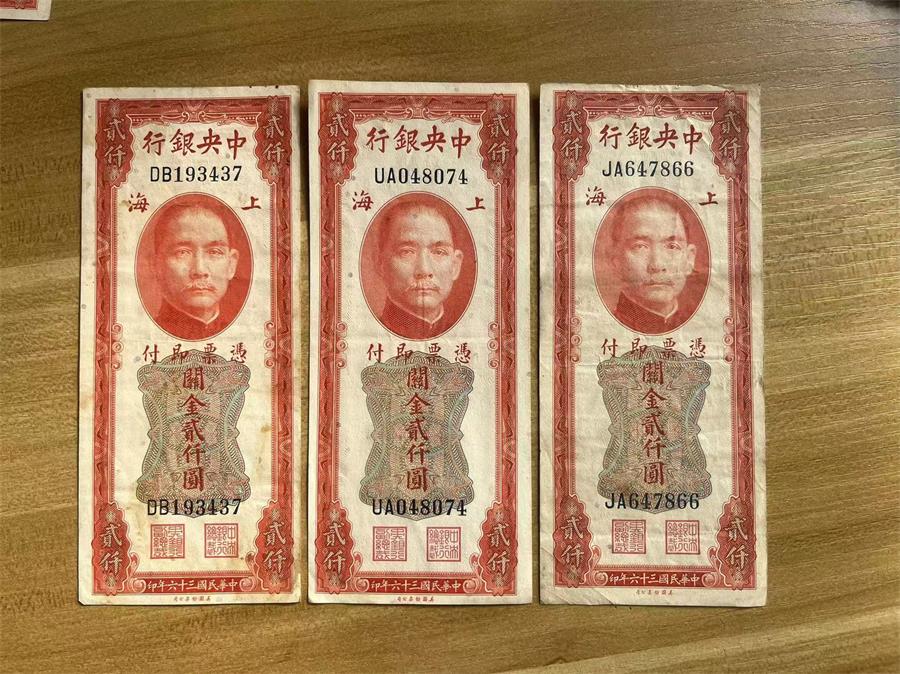 貳仟 貳仟
中央銀行
DB193437
上海
憑票即付
關金貳仟圓
DB193437
貳仟 貳仟
中華民國三十六年印
貳仟 貳仟
中央銀行
UA048074
上海
憑票即付
關金貳仟圓
UA048074
貳仟 貳仟
中華民國三十六年印
貳仟 貳仟
中央銀行
JA647866
上海
憑票即付
關金貳仟圓
JA647866
貳仟 貳仟
中華民國三十六年印